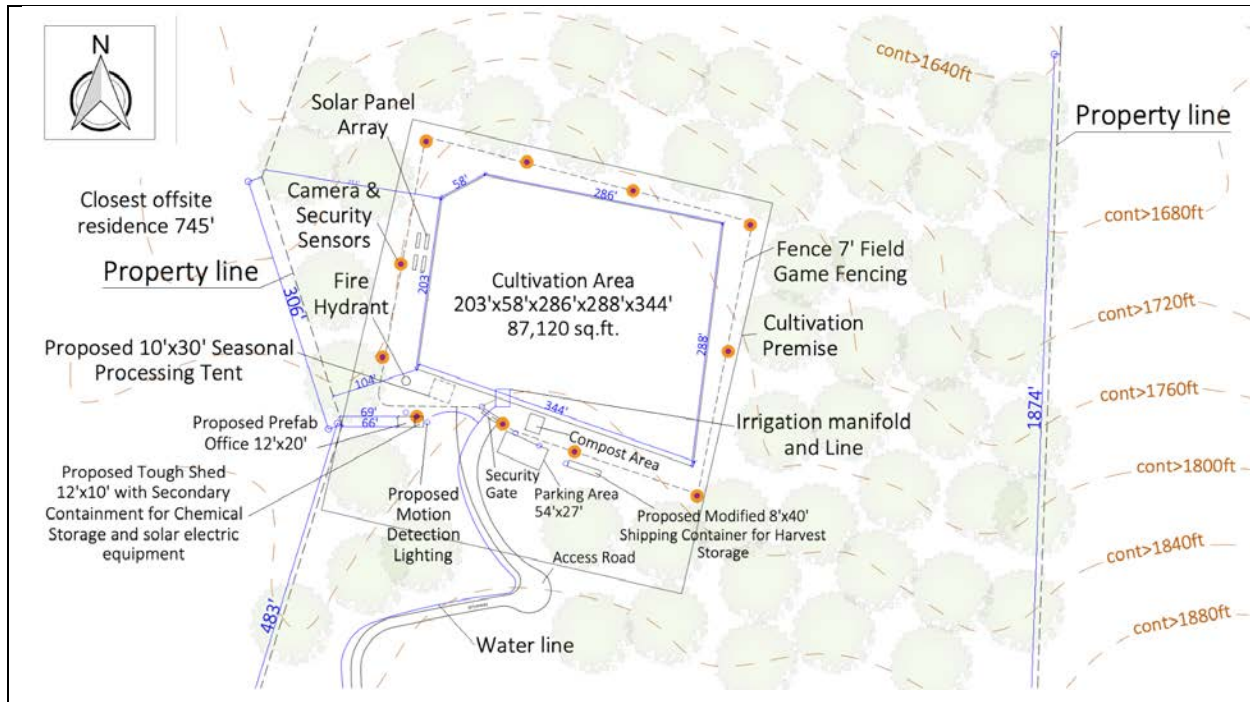 N
cont>1640ft
Property line
Solar Panel
Array
58'
286'
Closest offsite
residence 745'
Camera &
Security
Sensors
cont>1680ft
Fence 7' Field
Game Fencing
Property line
306'
Fire
Hydrant
203'
Cultivation Area
203'x58'x286'x288'x344'
87,120 sq.ft.
cont>1720ft
Cultivation
Premise
288'
Proposed 10'x30' Seasonal
Processing Tent
104'
cont>1760ft
1874'
344'
Irrigation manifold
and Line
69'
66'
Proposed Prefab
Office 12'x20'
Compost Area
cont>1800ft
Proposed Tough Shed
12'x10' with Secondary
Containment for Chemical
Storage and solar electric
equipment
Proposed
Motion
Detection
Lighting
Security
Gate
Parking Area
54'x27'
Proposed Modified 8'x40'
Shipping Container for Harvest
Storage
cont>1840ft
Access Road
483'
Water line
cont>1880ft